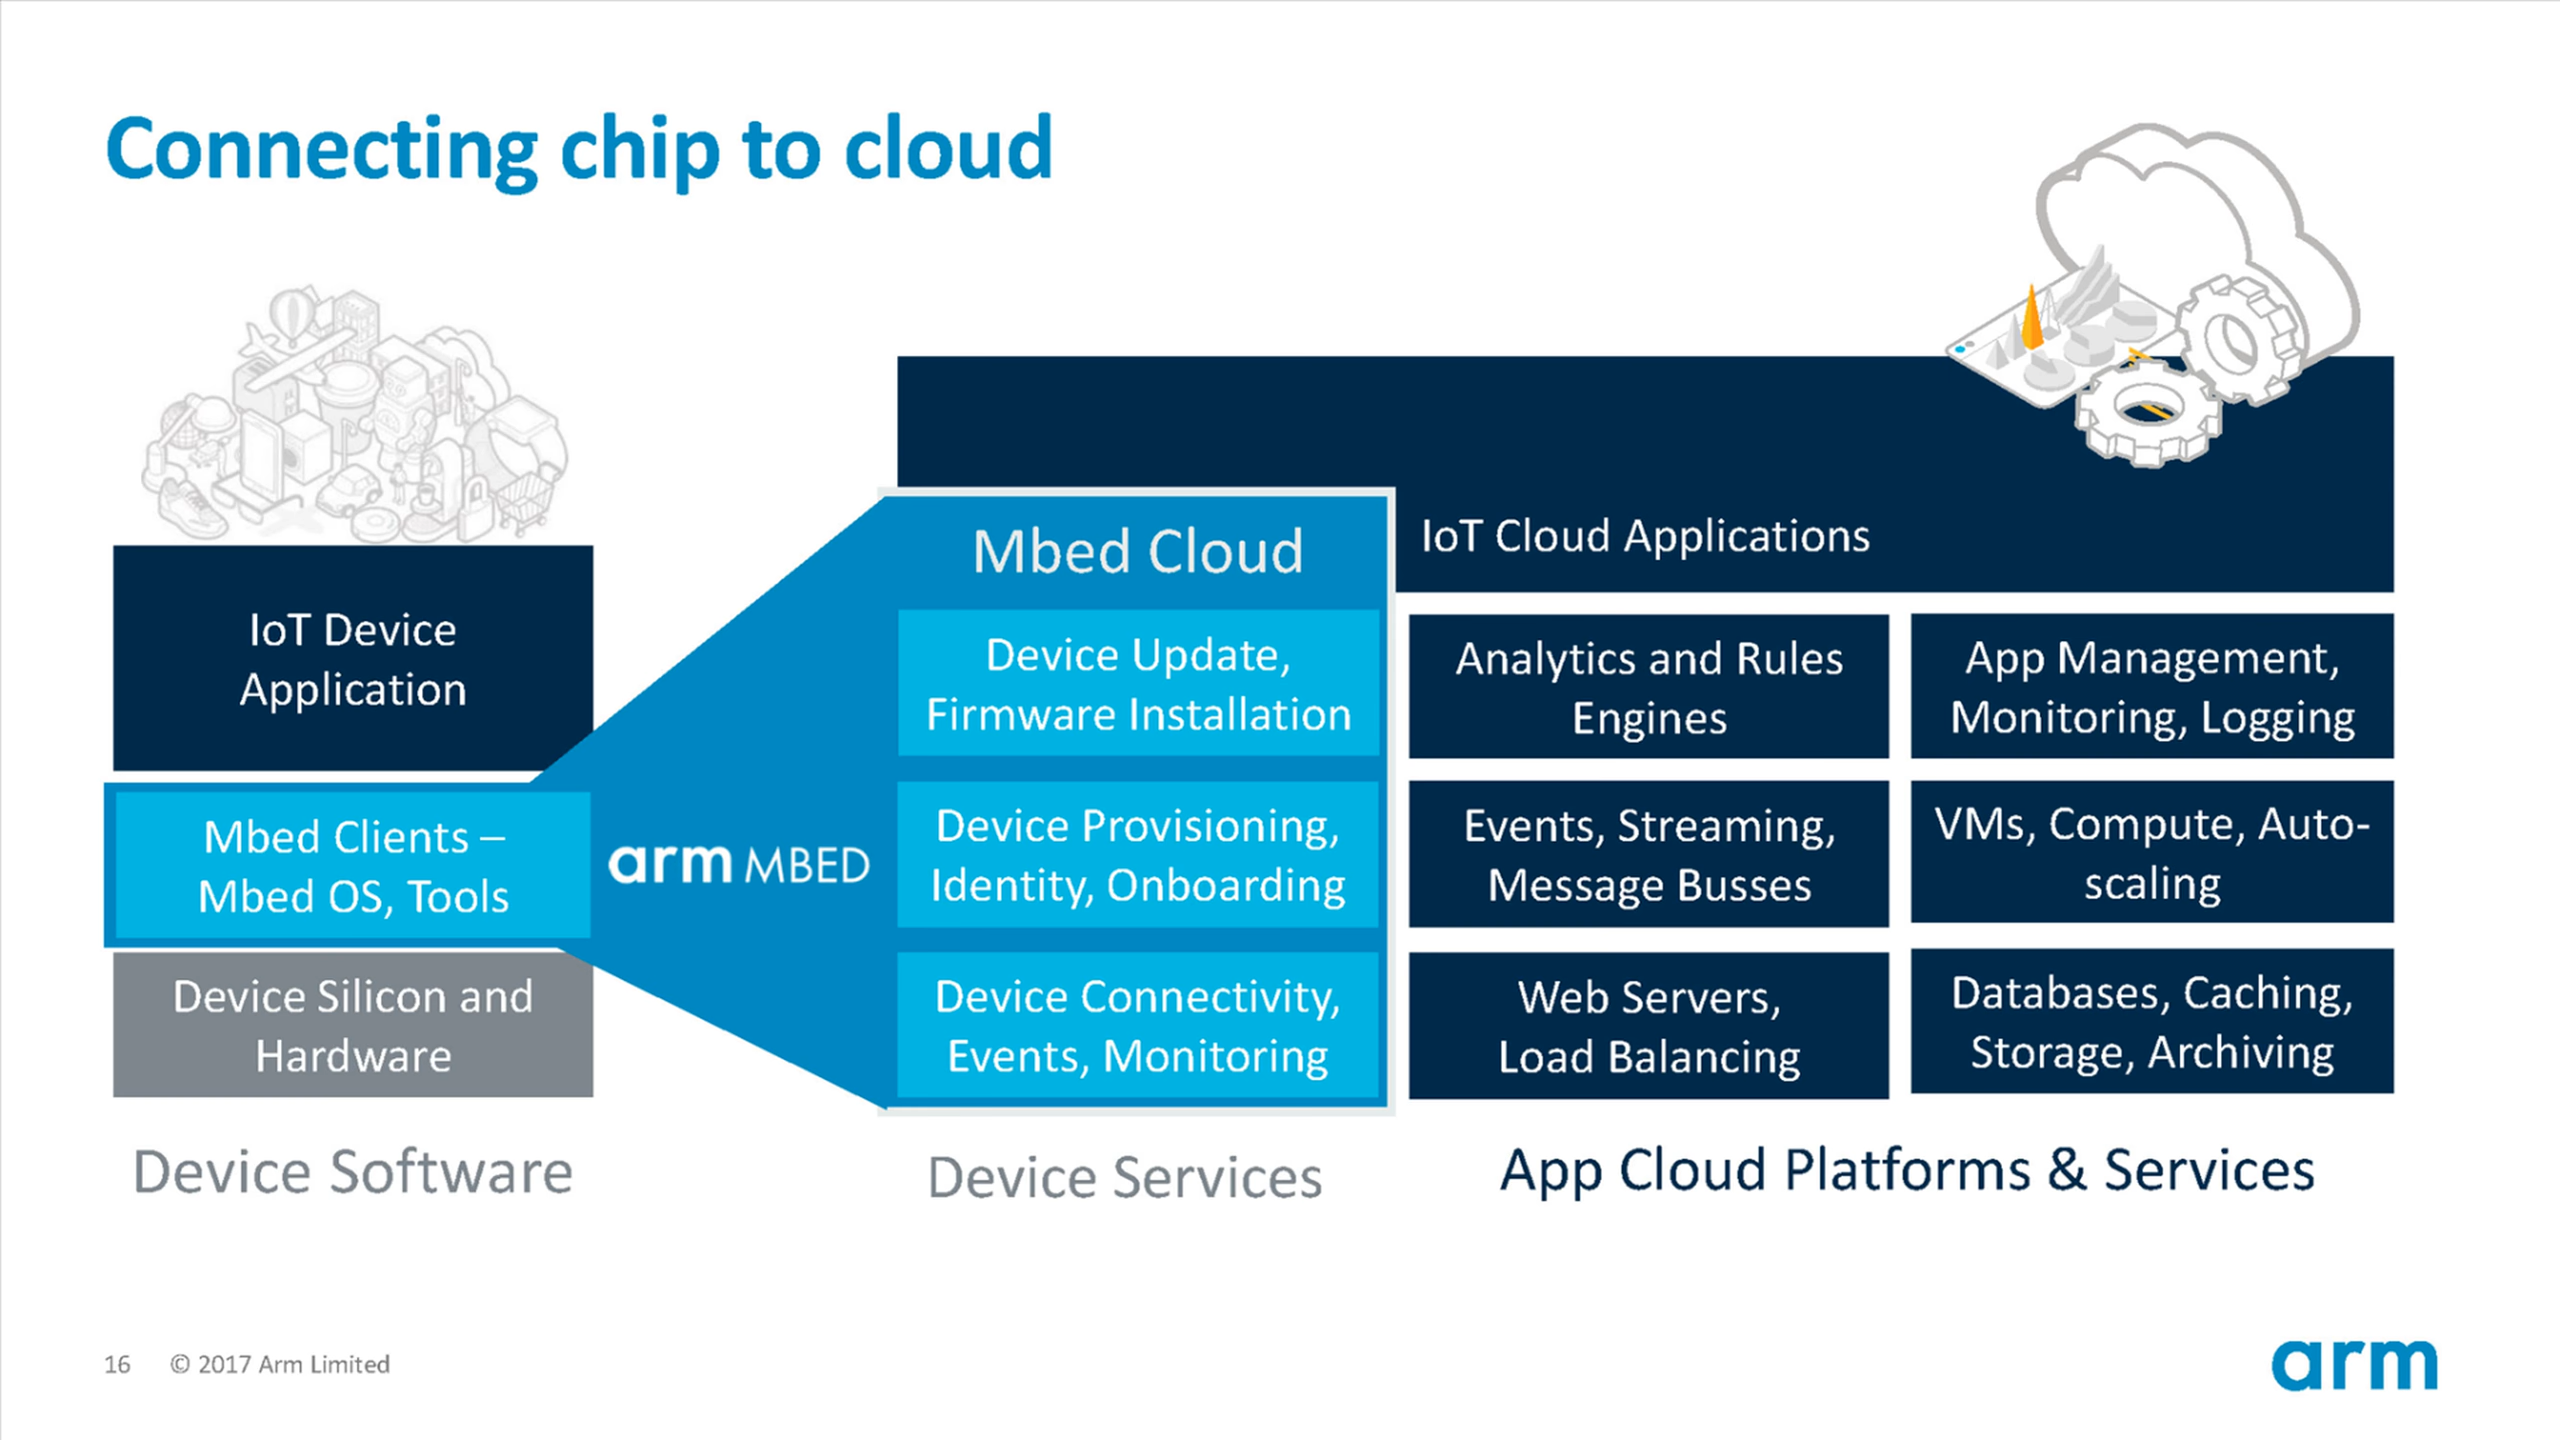 Connecting chip to cloud
IoT Device
Application
Mbed Clients –
Mbed OS, Tools
Device Silicon and
Hardware
Device Software
arm MBED
Mbed Cloud
Device Update,
Firmware Installation
Device Provisioning,
Identity, Onboarding
Device Connectivity,
Events, Monitoring
Device Services
IoT Cloud Applications
Analytics and Rules
Engines
Events, Streaming,
Message Busses
Web Servers,
Load Balancing
App Management,
Monitoring, Logging
VMs, Compute, Auto-
scaling
Databases, Caching,
Storage, Archiving
App Cloud Platforms & Services
16 © 2017 Arm Limited
arm